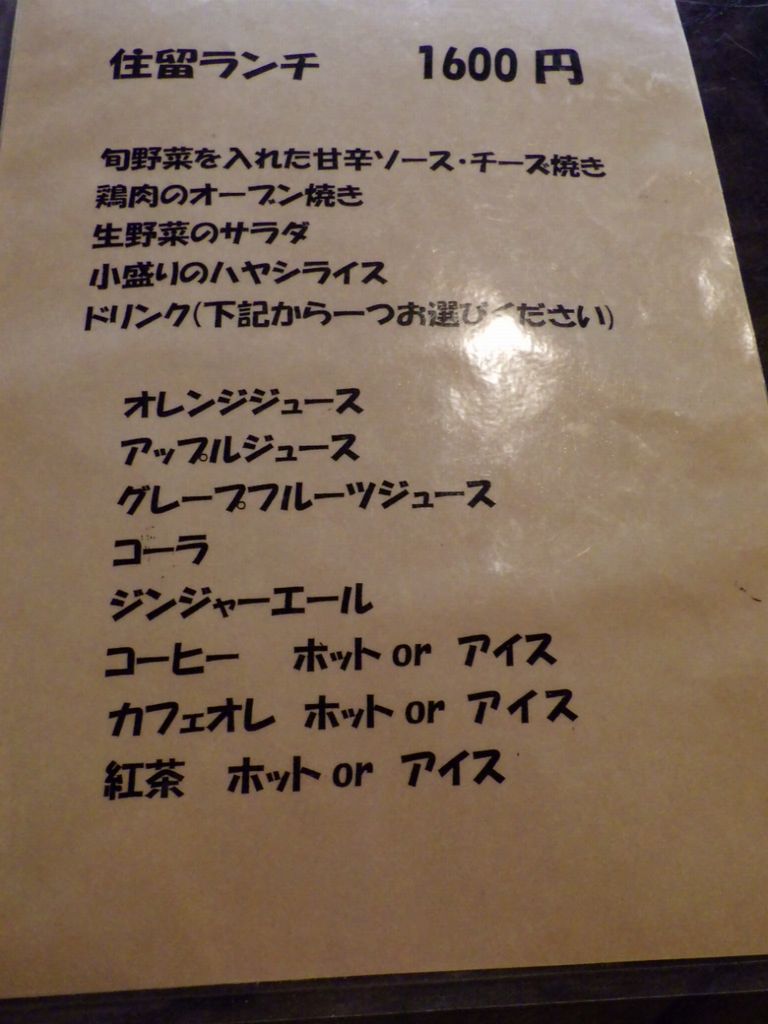 住留ランチ 1600 円
旬野菜を入れた甘辛ソース・チーズ焼き
鶏肉のオーブン焼き
生野菜のサラダ
小盛りのハヤシライス
ドリンク(下記から一つお選びください)
オレンジジュース
アップルジュース
グレープフルーツジュース
コーラ
ジンジャーエール
コーヒー ホット or アイス
カフェオレ ホット or アイス
紅茶 ホット or アイス